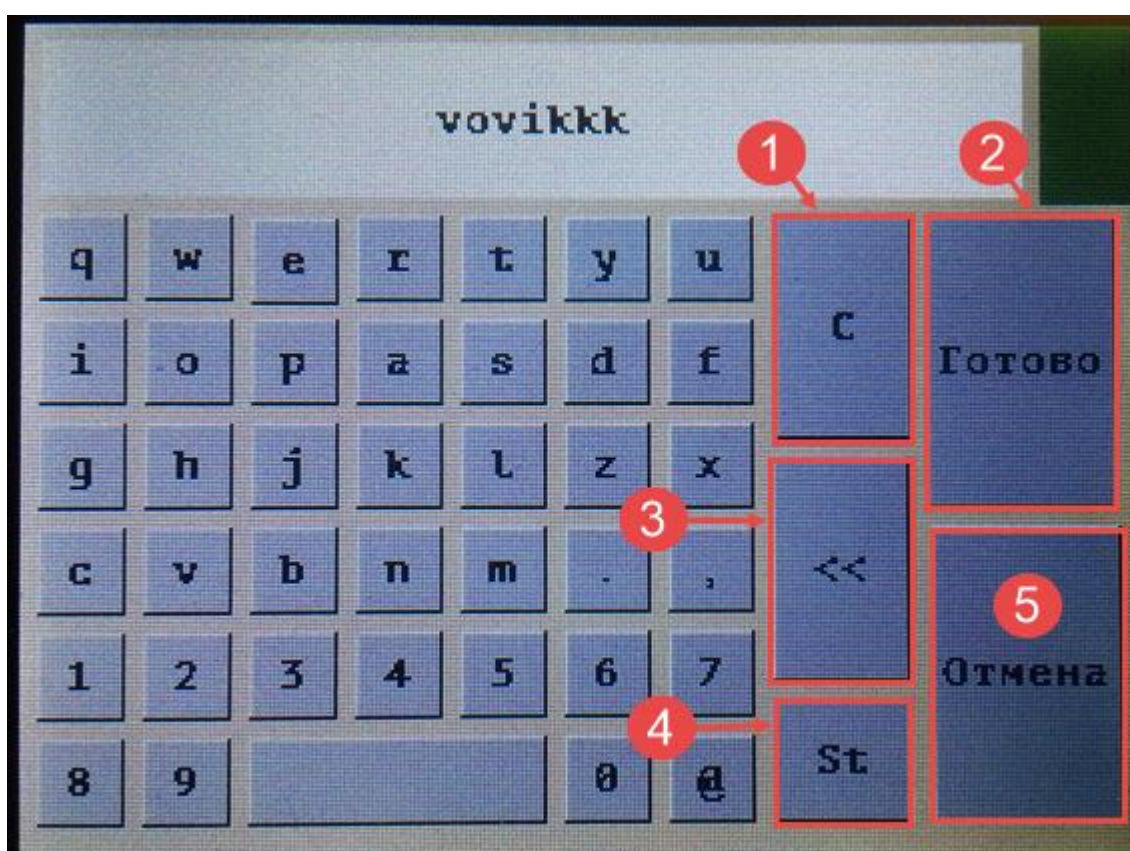 vovikkk
1 2
q w e r t y u C Готово
i o p a s d f
g h j k l z x <<
3
c v b n m . ,
5
1 2 3 4 5 6 7 Отмена
4
8 9 0 @ St